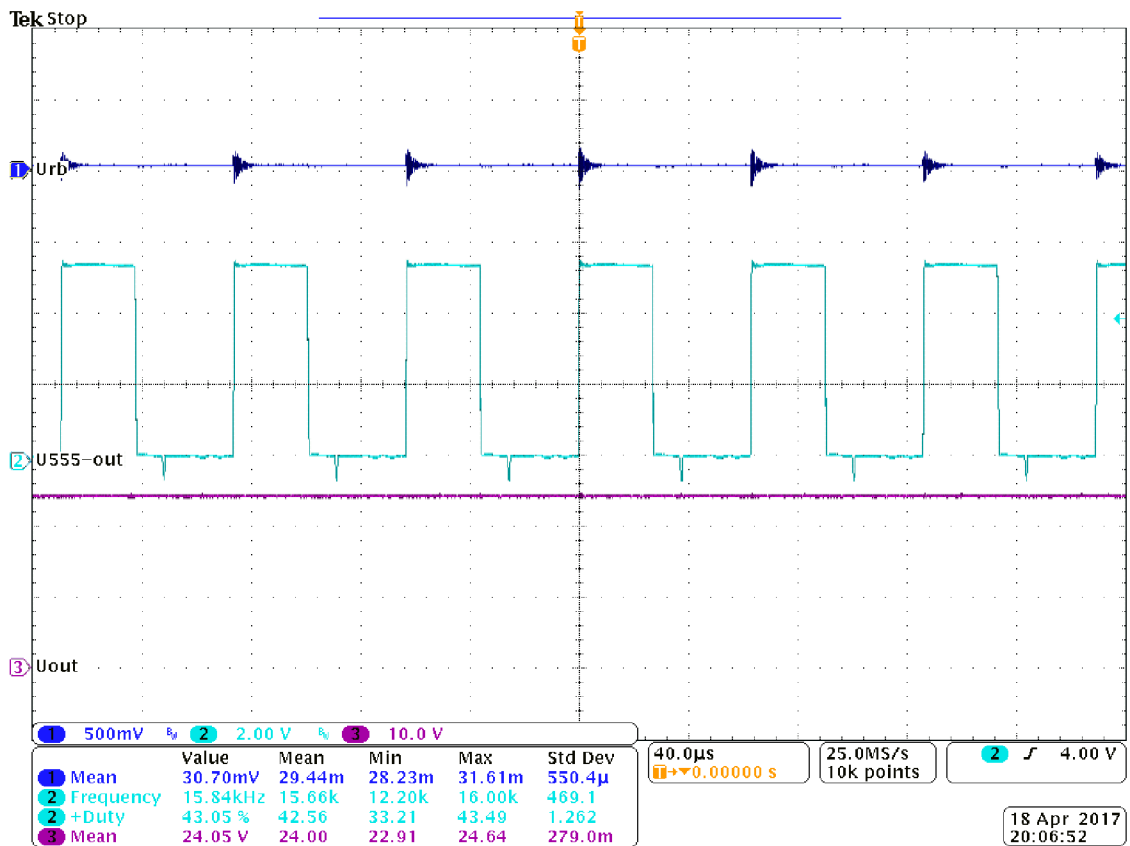 Tek Stop
T
T
1 Urb
2 U555-out
3 Uout
1 500mV BW 2 2.00 V BW 3 10.0 V
Value Mean Min Max Std Dev
1 Mean 30.70mV 29.44m 28.23m 31.61m 550.4µ
2 Frequency 15.84kHz 15.66k 12.20k 16.00k 469.1
2 +Duty 43.05 % 42.56 33.21 43.49 1.262
3 Mean 24.05 V 24.00 22.91 24.64 279.0m
40.0µs
T→▼0.00000 s
25.0MS/s
10k points
2 4.00 V
18 Apr 2017
20:06:52